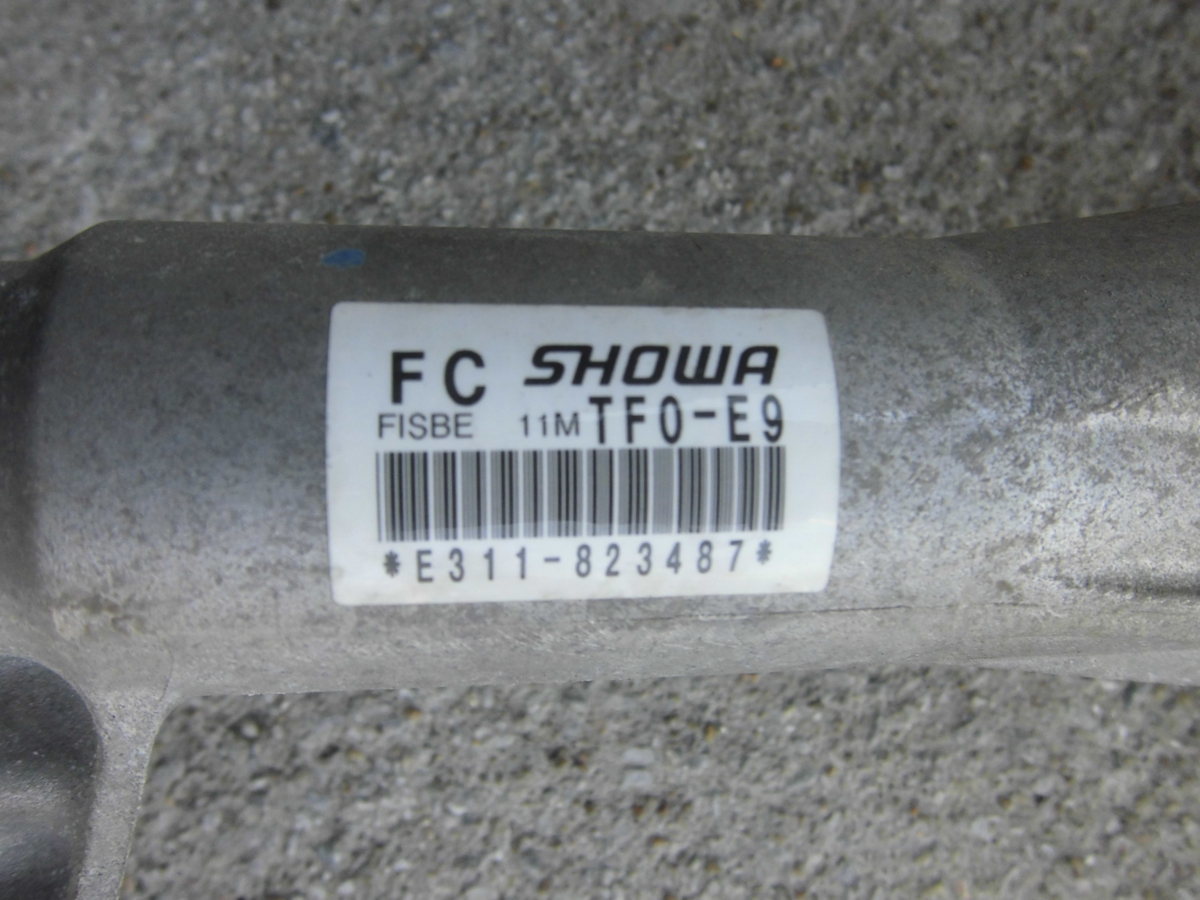 FC SHOWA
FISBE 11M TF0-E9
*E311-823487*